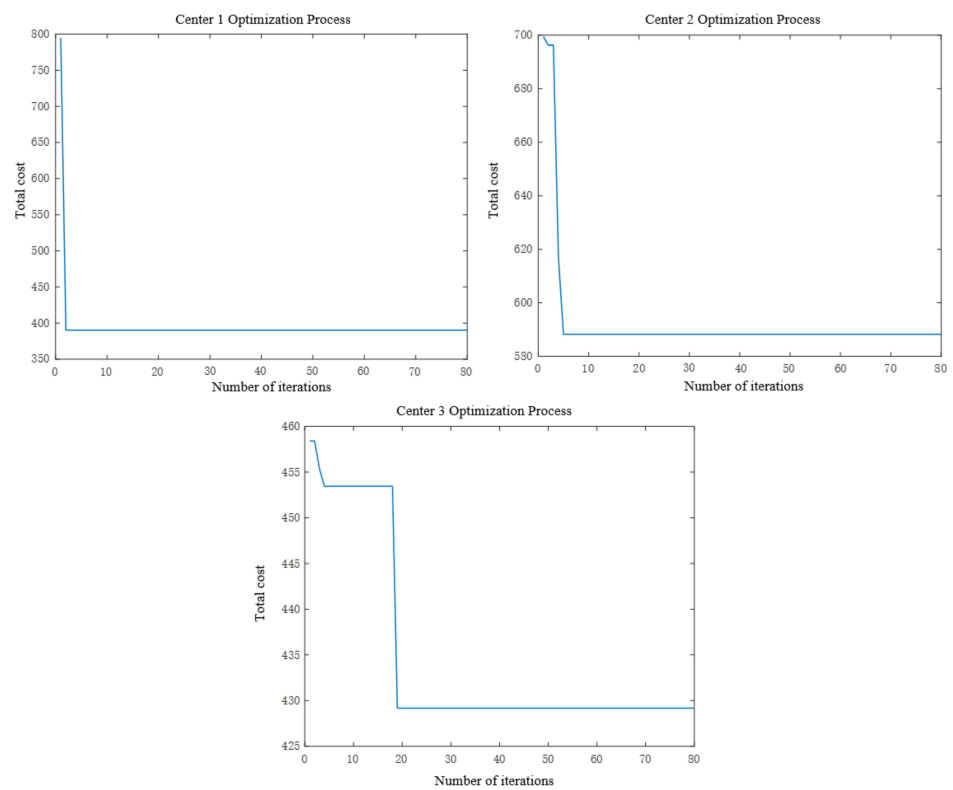 Center 1 Optimization Process
800
750
700
650
600
550
500
450
400
350
Total cost
0 10 20 30 40 50 60 70 80
Number of iterations
Center 2 Optimization Process
700
680
660
640
620
600
580
Total cost
0 10 20 30 40 50 60 70 80
Number of iterations
Center 3 Optimization Process
460
455
450
445
440
435
430
425
Total cost
0 10 20 30 40 50 60 70 80
Number of iterations